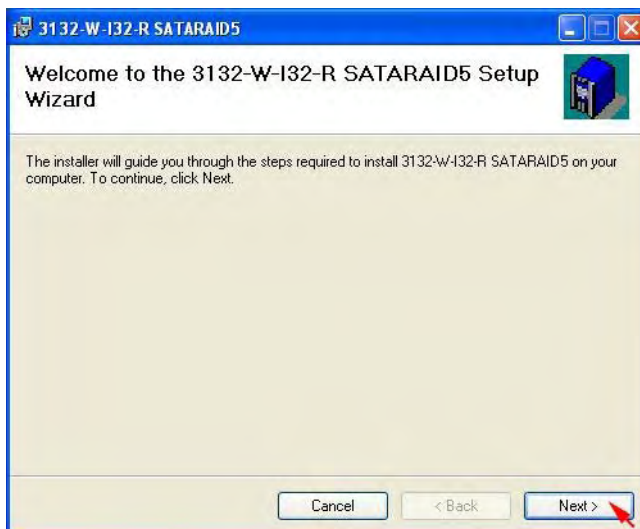 3132-W-I32-R SATARAID5
Welcome to the 3132-W-I32-R SATARAID5 Setup
Wizard
The installer will guide you through the steps required to install 3132-W-I32-R SATARAID5 on your
computer. To continue, click Next.
Cancel
< Back
Next >